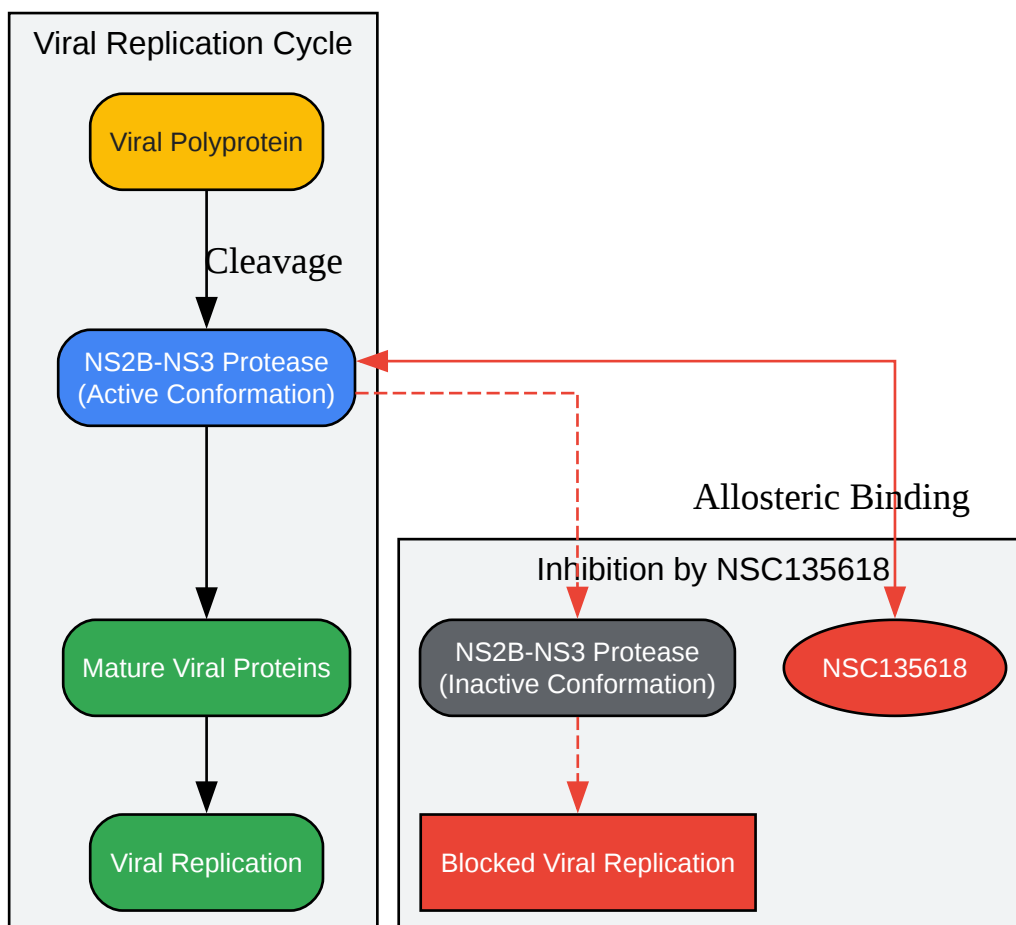 Viral Replication Cycle
Viral Polyprotein
Cleavage
NS2B-NS3 Protease
(Active Conformation)
Mature Viral Proteins
Viral Replication
Allosteric Binding
Inhibition by NSC135618
NS2B-NS3 Protease
(Inactive Conformation)
NSC135618
Blocked Viral Replication